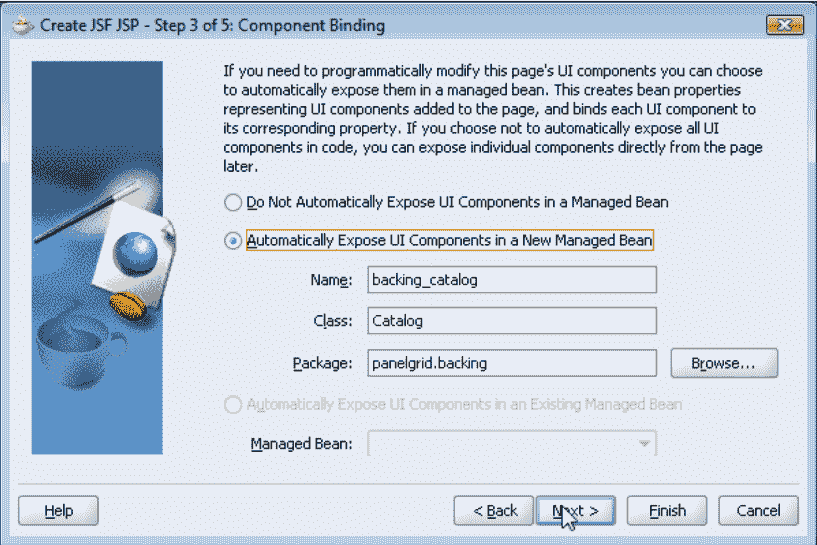 Create JSF JSP - Step 3 of 5: Component Binding
If you need to programmatically modify this page's UI components you can choose
to automatically expose them in a managed bean. This creates bean properties
representing UI components added to the page, and binds each UI component to
its corresponding property. If you choose not to automatically expose all UI
components in code, you can expose individual components directly from the page
later.
Do Not Automatically Expose UI Components in a Managed Bean
Automatically Expose UI Components in a New Managed Bean
Name: backing_catalog
Class: Catalog
Package: panelgrid.backing Browse...
Automatically Expose UI Components in an Existing Managed Bean
Managed Bean:
Help < Back Next > Finish Cancel